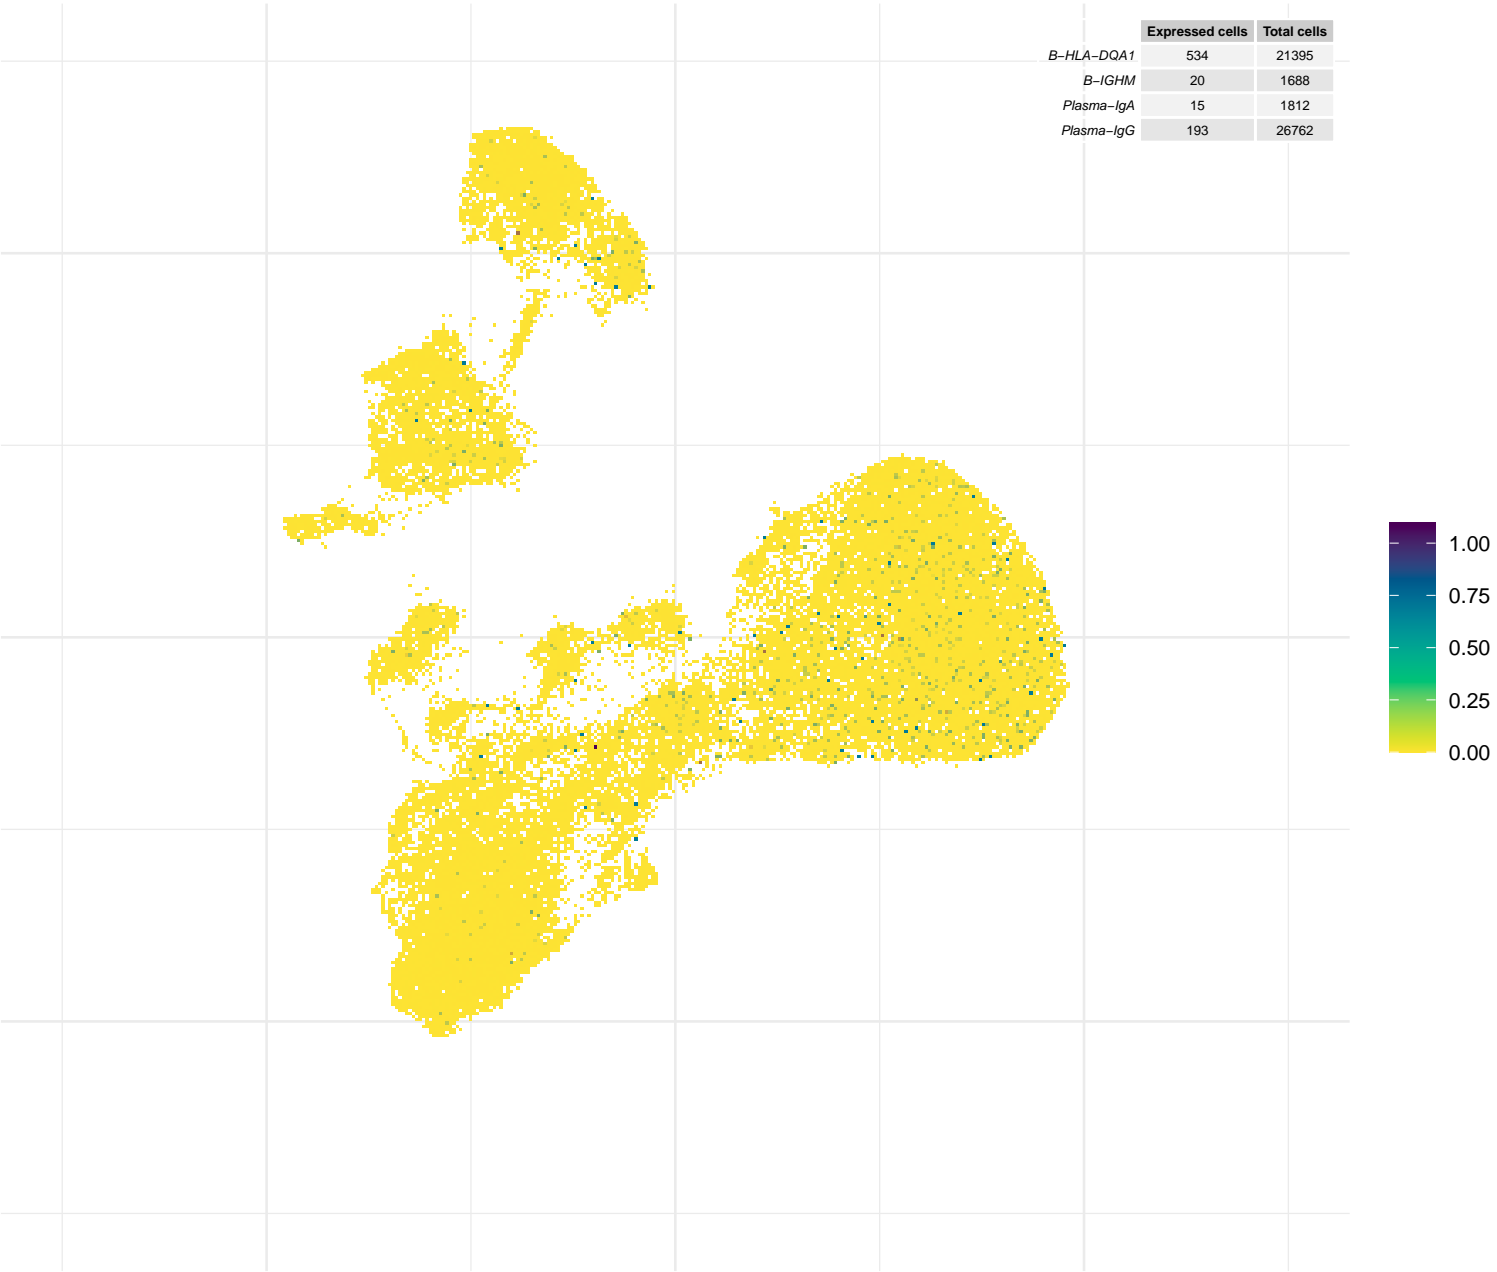 Expressed cells Total cells
B−HLA−DQA1 534 21395
B−IGHM 20 1688
Plasma−IgA 15 1812
Plasma−IgG 193 26762
1.00
0.75
0.50
0.25
0.00